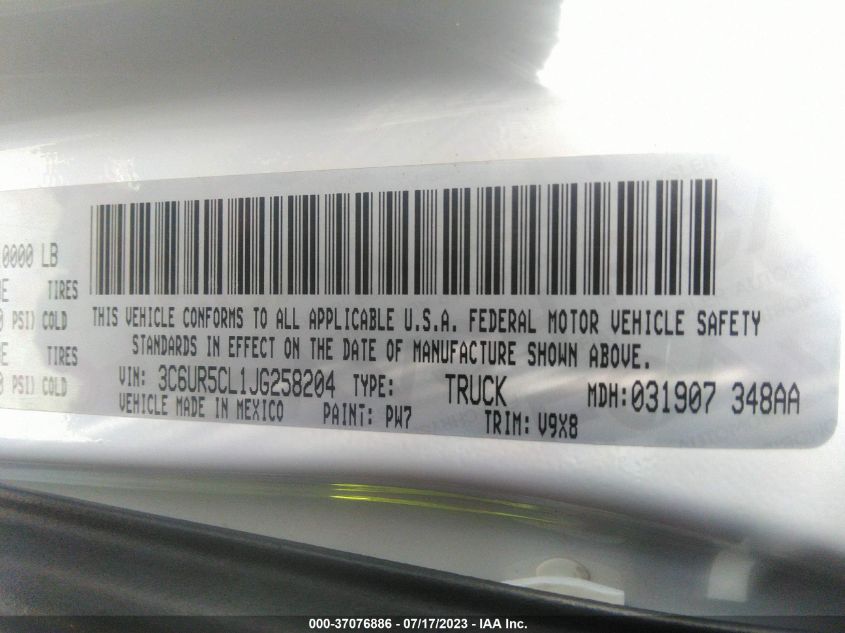 0000 LB
TIRES
PSI) COLD
TIRES
PSI) COLD
THIS VEHICLE CONFORMS TO ALL APPLICABLE U.S.A. FEDERAL MOTOR VEHICLE SAFETY
STANDARDS IN EFFECT ON THE DATE OF MANUFACTURE SHOWN ABOVE.
VIN: 3C6UR5CL1JG258204 TYPE: TRUCK MDH:031907 348AA
VEHICLE MADE IN MEXICO PAINT: PW7 TRIM: V9X8
000-37076886 - 07/17/2023 - IAA Inc.